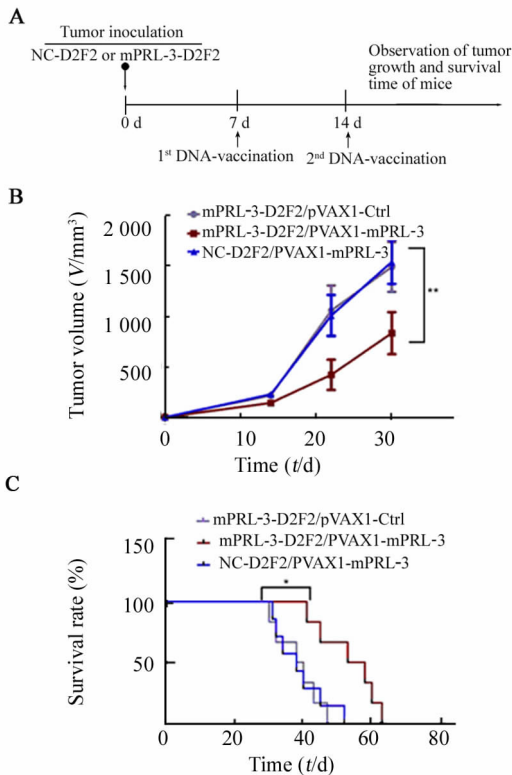 A
Tumor inoculation
NC-D2F2 or mPRL-3-D2F2
Observation of tumor
growth and survival
time of mice
0 d
7 d
14 d
1st DNA-vaccination
2nd DNA-vaccination
B
mPRL-3-D2F2/pVAX1-Ctrl
mPRL-3-D2F2/PVAX1-mPRL-3
NC-D2F2/PVAX1-mPRL-3
Tumor volume (V/mm³)
2 000
1 500
1 000
500
**
0
10
20
30
Time (t/d)
C
mPRL-3-D2F2/pVAX1-Ctrl
mPRL-3-D2F2/PVAX1-mPRL-3
NC-D2F2/PVAX1-mPRL-3
Survival rate (%)
150
100
50
*
0
20
40
60
80
Time (t/d)